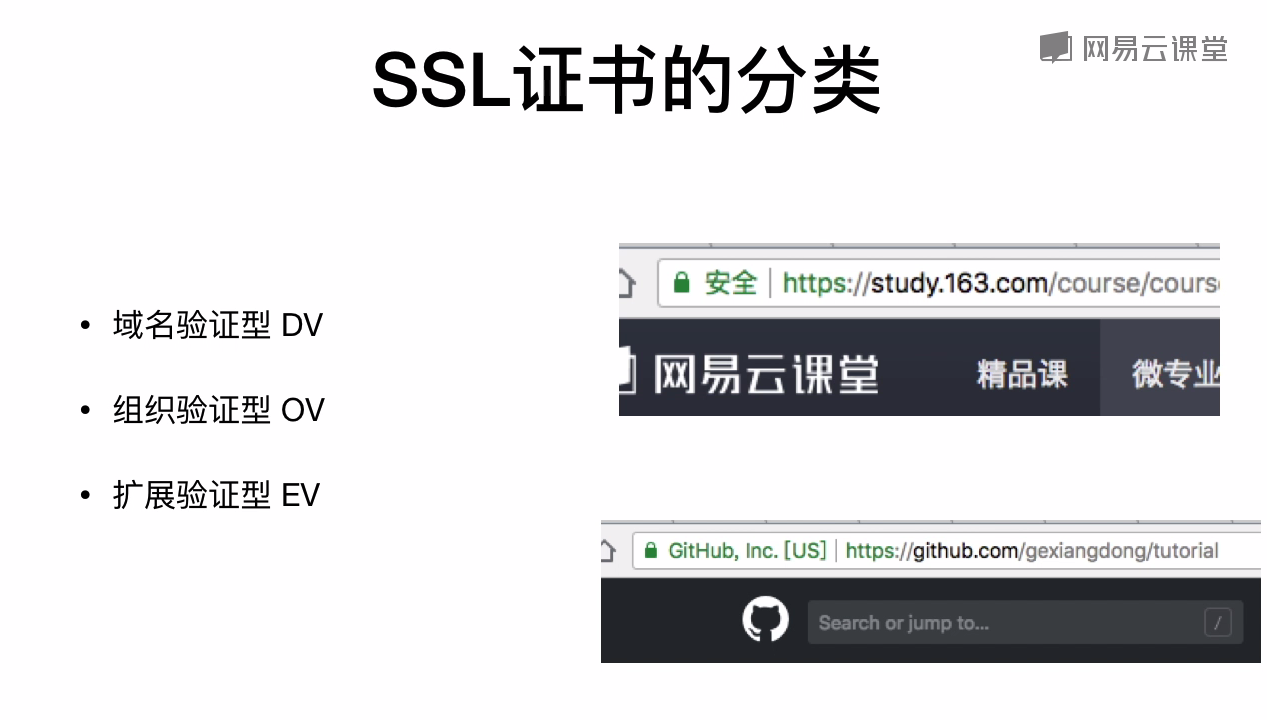 SSL证书的分类
网易云课堂
• 域名验证型 DV
• 组织验证型 OV
• 扩展验证型 EV
安全 | https://study.163.com/course/cours
网易云课堂 精品课 微专业
GitHub, Inc. [US] | https://github.com/gexiangdong/tutorial
Search or jump to... /